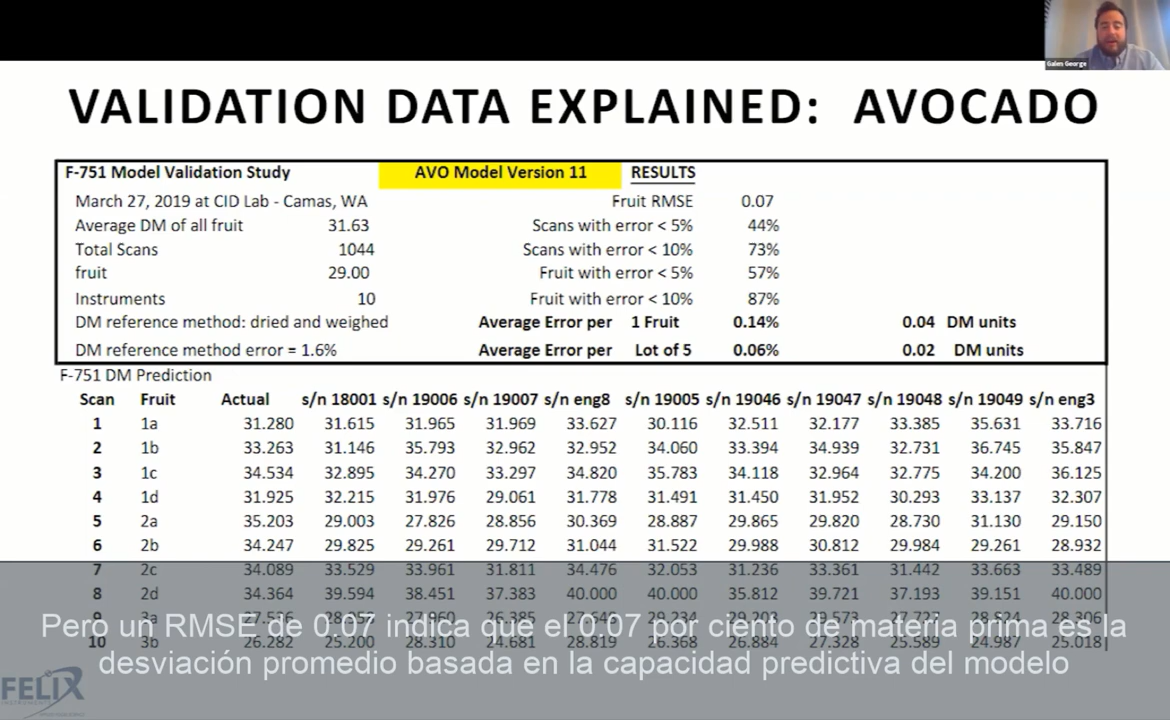 Galen George
VALIDATION DATA EXPLAINED: AVOCADO
F-751 Model Validation Study AVO Model Version 11 RESULTS
March 27, 2019 at CID Lab - Camas, WA Fruit RMSE 0.07
Average DM of all fruit 31.63 Scans with error < 5% 44%
Total Scans 1044 Scans with error < 10% 73%
fruit 29.00 Fruit with error < 5% 57%
Instruments 10 Fruit with error < 10% 87%
DM reference method: dried and weighed Average Error per 1 Fruit 0.14% 0.04 DM units
DM reference method error = 1.6% Average Error per Lot of 5 0.06% 0.02 DM units
F-751 DM Prediction
Scan Fruit Actual s/n 18001 s/n 19006 s/n 19007 s/n eng8 s/n 19005 s/n 19046 s/n 19047 s/n 19048 s/n 19049 s/n eng3
1 1a 31.280 31.615 31.965 31.969 33.627 30.116 32.511 32.177 33.385 35.631 33.716
2 1b 33.263 31.146 35.793 32.962 32.952 34.060 33.394 34.939 32.731 36.745 35.847
3 1c 34.534 32.895 34.270 33.297 34.820 35.783 34.118 32.964 32.775 34.200 36.125
4 1d 31.925 32.215 31.976 29.061 31.778 31.491 31.450 31.952 30.293 33.137 32.307
5 2a 35.203 29.003 27.826 28.856 30.369 28.887 29.865 29.820 28.730 31.130 29.150
6 2b 34.247 29.825 29.261 29.712 31.044 31.522 29.988 30.812 29.984 29.261 28.932
7 2c 34.089 33.529 33.961 31.811 34.476 32.053 31.236 33.361 31.442 33.663 33.489
8 2d 34.364 39.594 38.451 37.383 40.000 40.000 35.812 39.721 37.193 39.151 40.000
9 3a
10 3b 26.282 25.200 28.310 24.681 28.819 26.368 26.884 27.328 25.589 24.987 25.018
Pero un RMSE de 0.07 indica que el 0.07 por ciento de materia prima es la
desviación promedio basada en la capacidad predictiva del modelo
FELIX